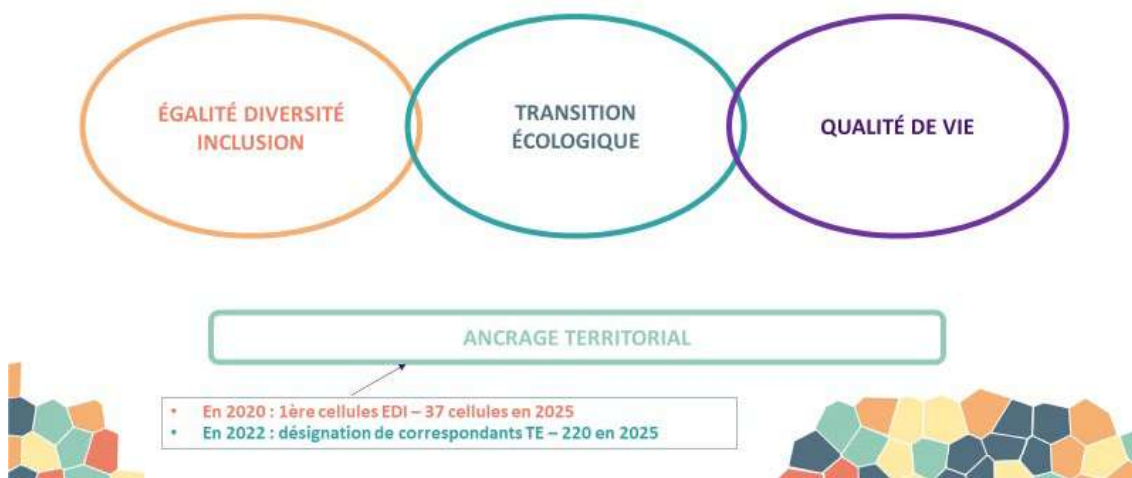 ÉGALITÉ DIVERSITÉ
INCLUSION
TRANSITION
ÉCOLOGIQUE
QUALITÉ DE VIE
ANCRAGE TERRITORIAL
• En 2020 : 1ère cellules EDI – 37 cellules en 2025
• En 2022 : désignation de correspondants TE – 220 en 2025